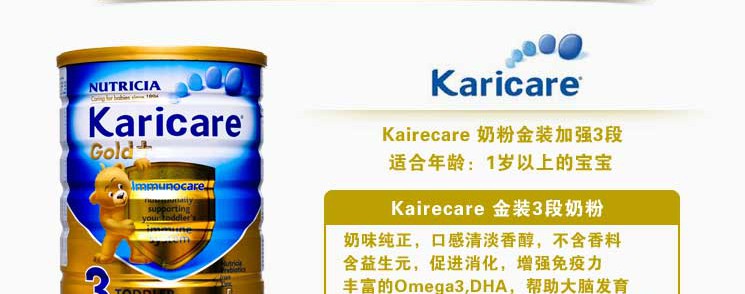 NUTRICIA
Caring for babies since 1896
Karicare
Gold+
Immunocare
Nutritionally
supporting
your toddler's
immune
system
Nutricia
Prebiotics
Iron
3 TODDLER
Karicare
Kairecare 奶粉金装加强3段
适合年龄：1岁以上的宝宝
Kairecare 金装3段奶粉
奶味纯正，口感清淡香醇，不含香料
含益生元，促进消化，增强免疫力
丰富的Omega3,DHA，帮助大脑发育